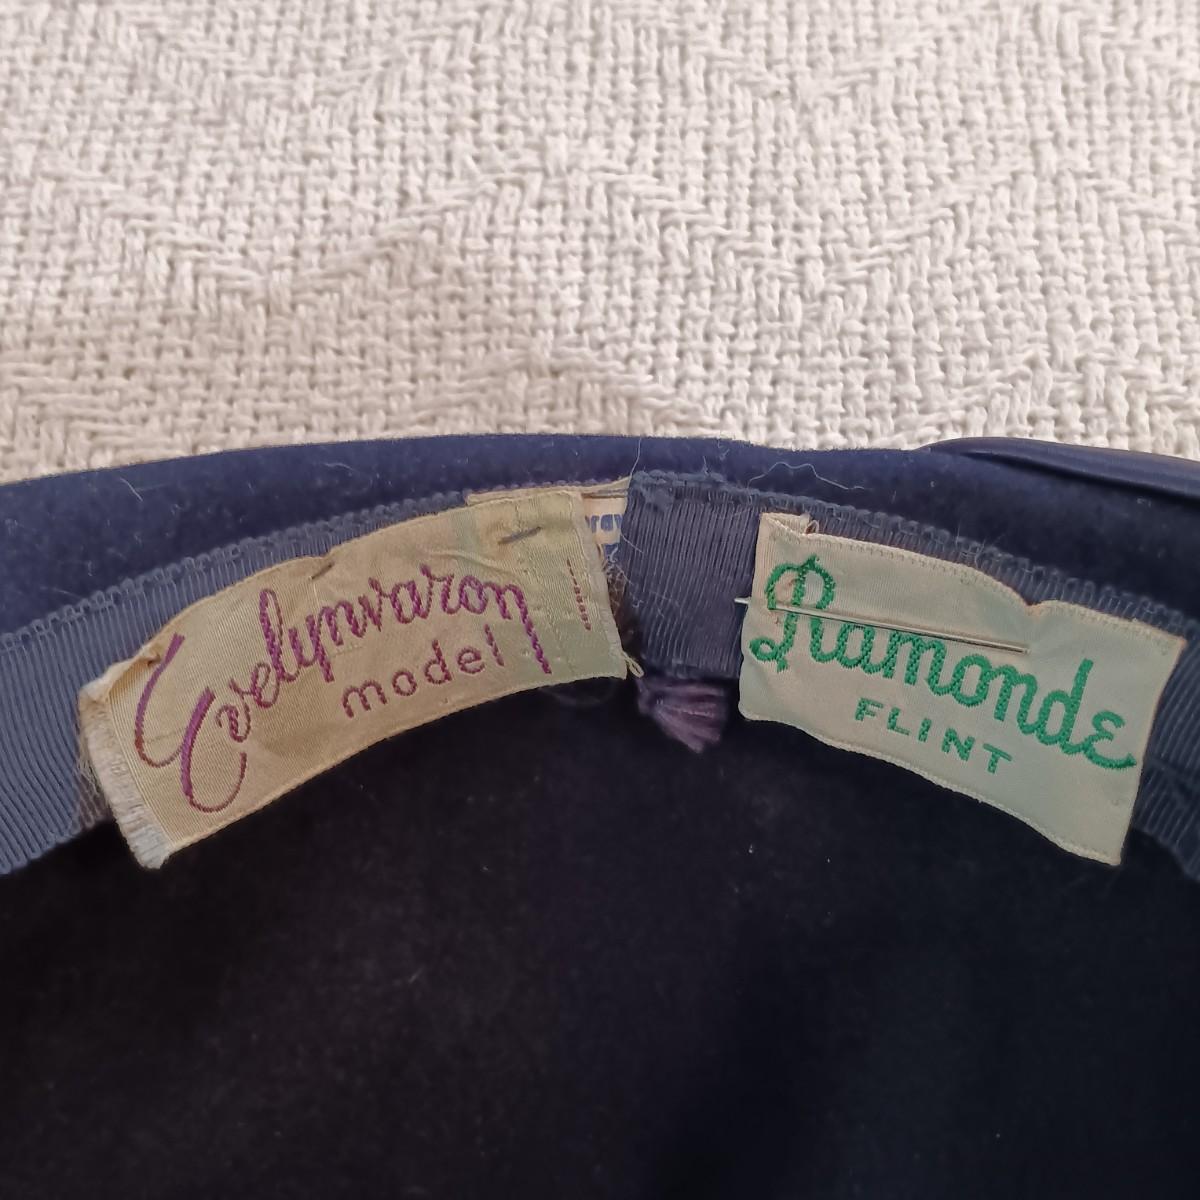 Evelynvaron
model
Ramonde
FLINT